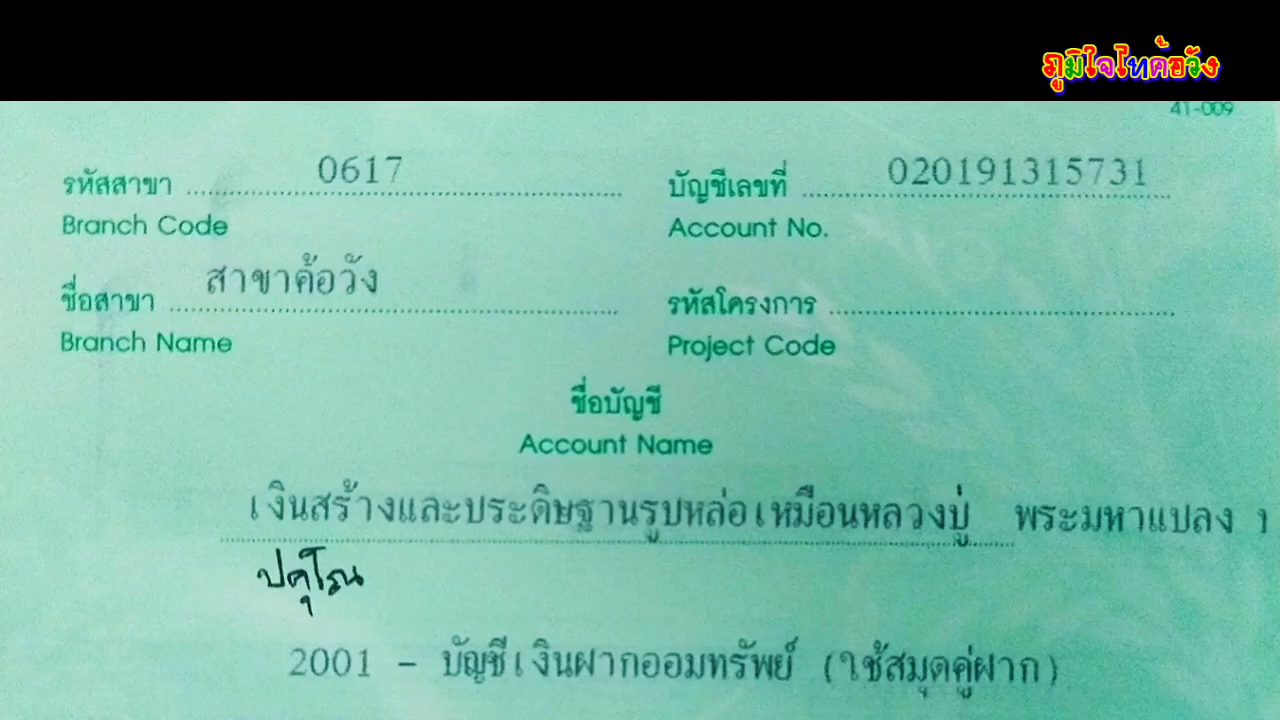 ภูมิใจไทค้อวัง
41-009
รหัสสาขา 0617 บัญชีเลขที่ 020191315731
Branch Code Account No.
ชื่อสาขา สาขาค้อวัง รหัสโครงการ
Branch Name Project Code
ชื่อบัญชี
Account Name
เงินสร้างและประดิษฐานรูปหล่อเหมือนหลวงปู่ พระมหาแปลง
2001 - บัญชีเงินฝากออมทรัพย์ (ใช้สมุดคู่ฝาก)